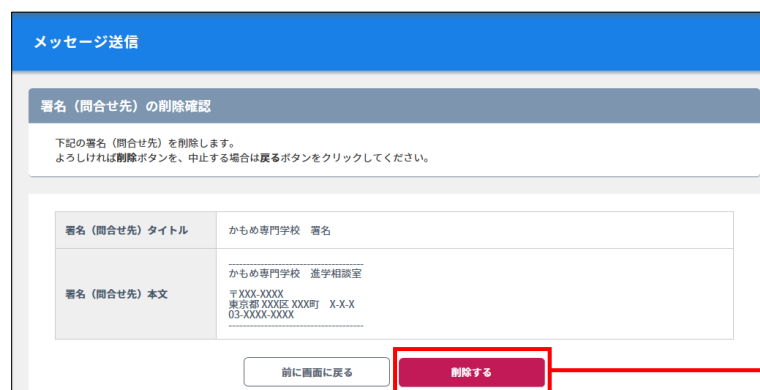 メッセージ送信
署名（問合せ先）の削除確認
下記の署名（問合せ先）を削除します。
よろしければ削除ボタンを、中止する場合は戻るボタンをクリックしてください。
署名（問合せ先）タイトル　かもめ専門学校　署名
署名（問合せ先）本文
--------------------------------------
かもめ専門学校　進学相談室
〒XXX-XXXX
東京都 XXX区 XXX町　X-X-X
03-XXXX-XXXX
--------------------------------------
前に画面に戻る　削除する